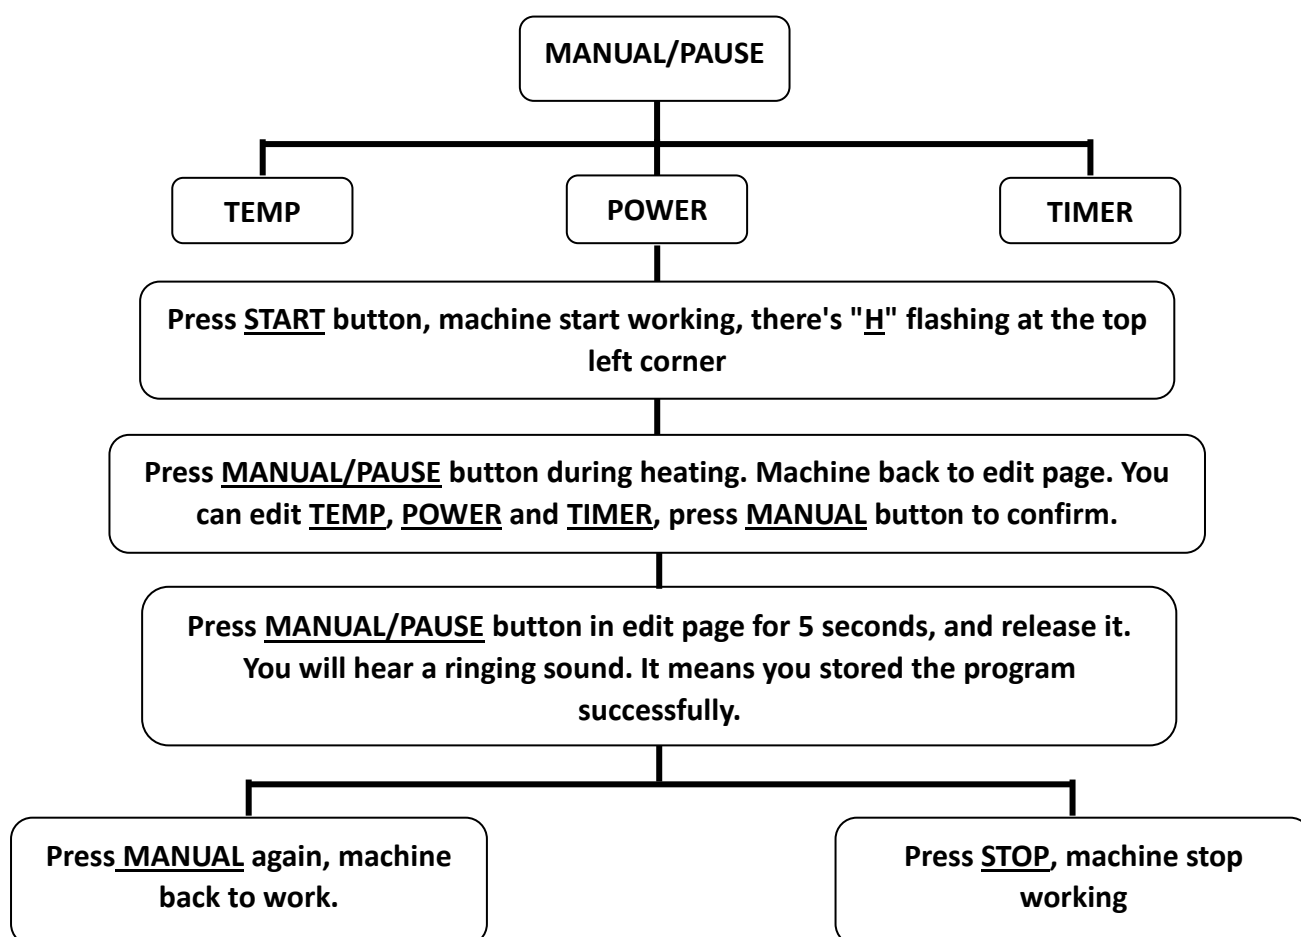 MANUAL/PAUSE
TEMP
POWER
TIMER
Press START button, machine start working, there's "H" flashing at the top
left corner
Press MANUAL/PAUSE button during heating. Machine back to edit page. You
can edit TEMP, POWER and TIMER, press MANUAL button to confirm.
Press MANUAL/PAUSE button in edit page for 5 seconds, and release it.
You will hear a ringing sound. It means you stored the program
successfully.
Press MANUAL again, machine
back to work.
Press STOP, machine stop
working